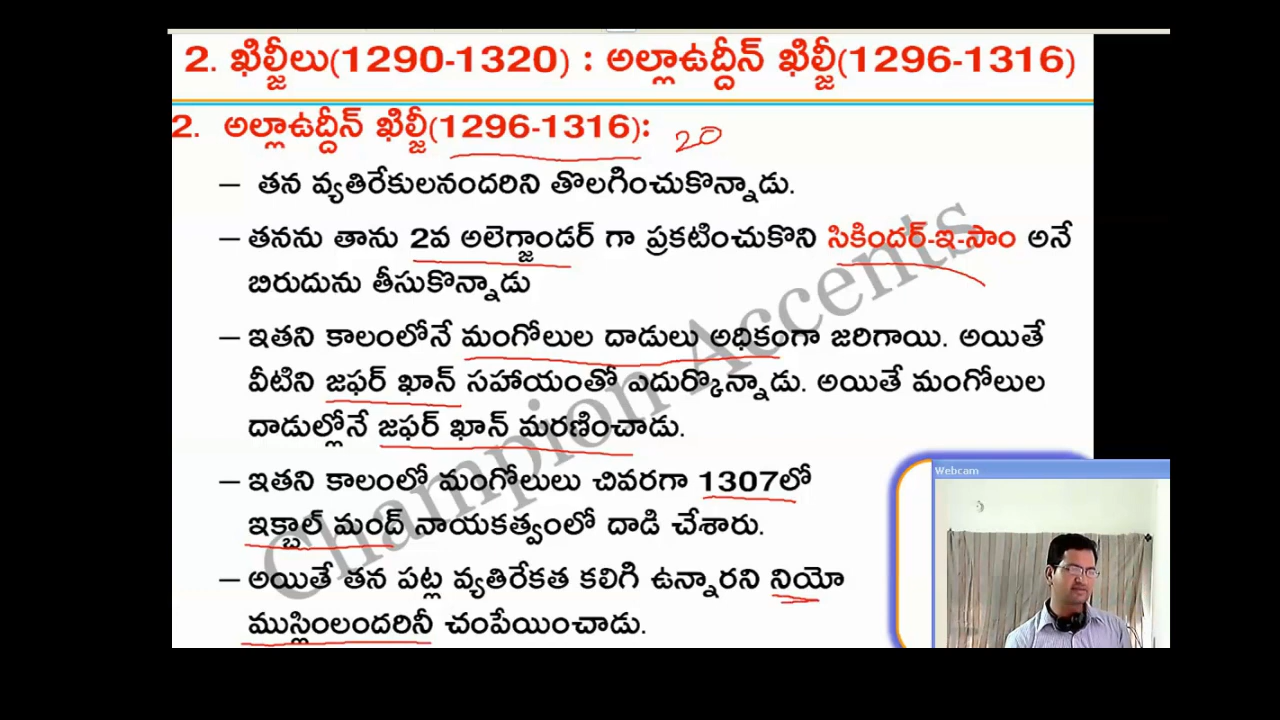 2. ఖిల్జీలు(1290-1320) : అల్లాఉద్దీన్ ఖిల్జీ(1296-1316)
2. అల్లాఉద్దీన్ ఖిల్జీ(1296-1316): 20
– తన వ్యతిరేకులనందరిని తొలగించుకొన్నాడు.
– తనను తాను 2వ అలెగ్జాండర్ గా ప్రకటించుకొని సికిందర్-ఇ-సాం అనే
బిరుదును తీసుకొన్నాడు
– ఇతని కాలంలోనే మంగోలుల దాడులు అధికంగా జరిగాయి. అయితే
వీటిని జఫర్ ఖాన్ సహాయంతో ఎదుర్కొన్నాడు. అయితే మంగోలుల
దాడుల్లోనే జఫర్ ఖాన్ మరణించాడు.
– ఇతని కాలంలో మంగోలులు చివరగా 1307లో
ఇక్బాల్ మంద్ నాయకత్వంలో దాడి చేశారు.
– అయితే తన పట్ల వ్యతిరేకత కలిగి ఉన్నారని నియో
ముస్లింలందరినీ చంపేయించాడు.
Champion Accents
Webcam